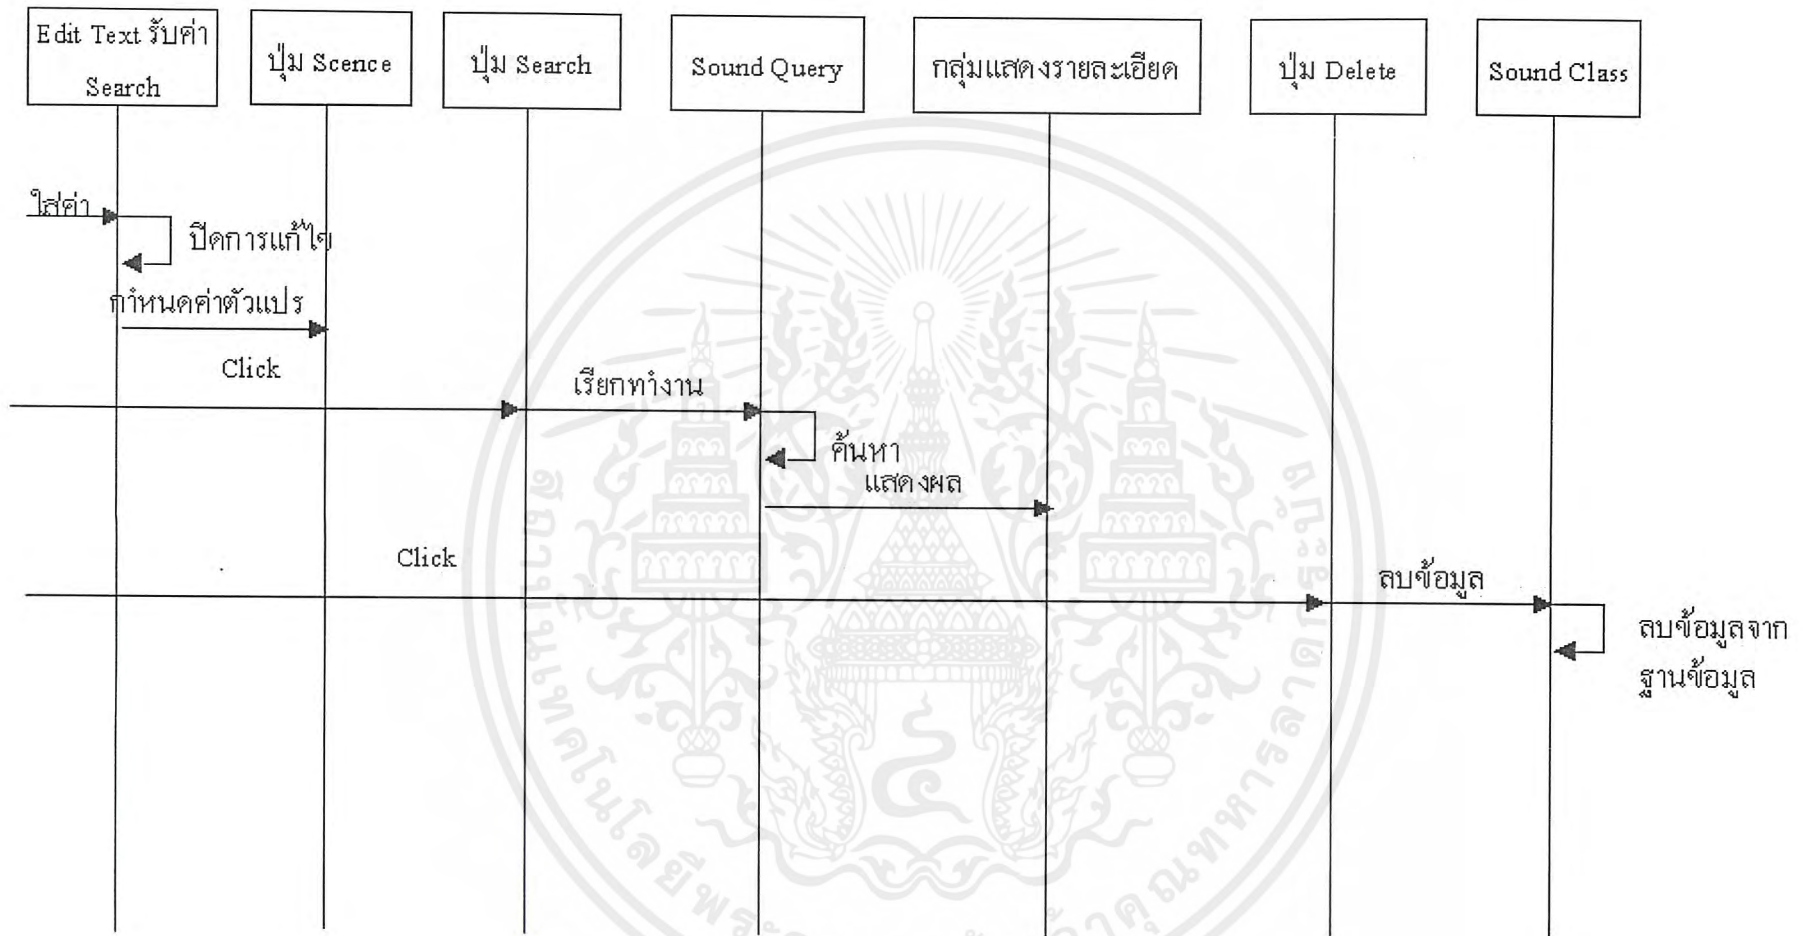 Edit Text รับค่า
Search
ปุ่ม Scence
ปุ่ม Search
Sound Query
กลุ่มแสดงรายละเอียด
ปุ่ม Delete
Sound Class
ใส่ค่า
ปิดการแก้ไข
กำหนดค่าตัวแปร
Click
เรียกทำงาน
ค้นหา
แสดงผล
Click
ลบข้อมูล
ลบข้อมูลจาก
ฐานข้อมูล